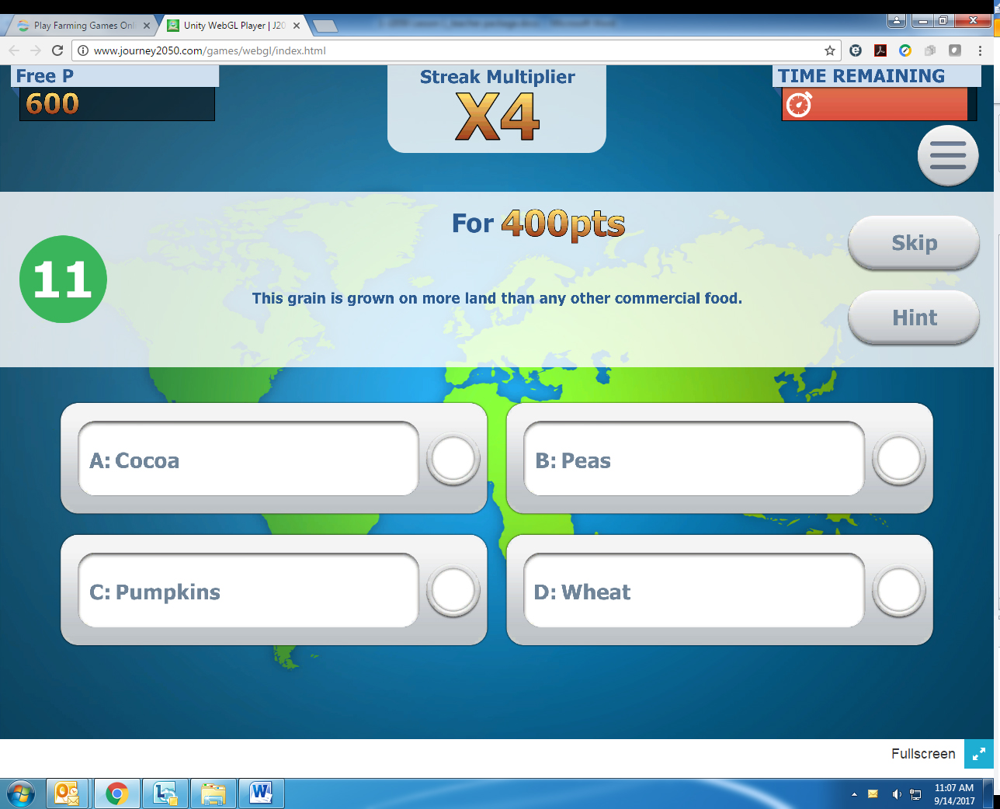 Play Farming Games Onl
Unity WebGL Player | J20
www.journey2050.com/games/webgl/index.html
Free P
600
Streak Multiplier
X4
TIME REMAINING
For 400pts
Skip
11
This grain is grown on more land than any other commercial food.
Hint
A: Cocoa
B: Peas
C: Pumpkins
D: Wheat
Fullscreen
11:07 AM
9/14/2017